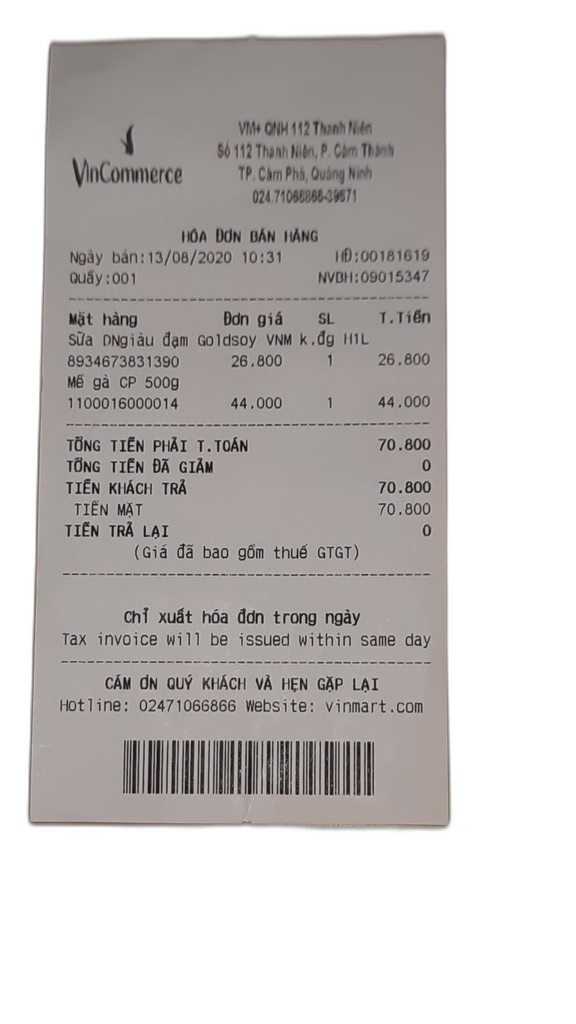 VinCommerce
VM+ QNH 112 Thanh Niên
Số 112 Thanh Niên, P. Cẩm Thành
TP. Cẩm Phả, Quảng Ninh
024.71066866-39671
HÓA ĐƠN BÁN HÀNG
Ngày bán:13/08/2020 10:31 HĐ:00181619
Quầy:001 NVBH:09015347
Mặt hàng Đơn giá SL T.Tiền
Sữa DNgiàu đạm Goldsoy VNM k.đg H1L
8934673831390 26.800 1 26.800
Mề gà CP 500g
1100016000014 44.000 1 44.000
TỔNG TIỀN PHẢI T.TOÁN 70.800
TỔNG TIỀN ĐÃ GIẢM 0
TIỀN KHÁCH TRẢ 70.800
TIỀN MẶT 70.800
TIỀN TRẢ LẠI 0
(Giá đã bao gồm thuế GTGT)
Chỉ xuất hóa đơn trong ngày
Tax invoice will be issued within same day
CÁM ƠN QUÝ KHÁCH VÀ HẸN GẶP LẠI
Hotline: 02471066866 Website: vinmart.com